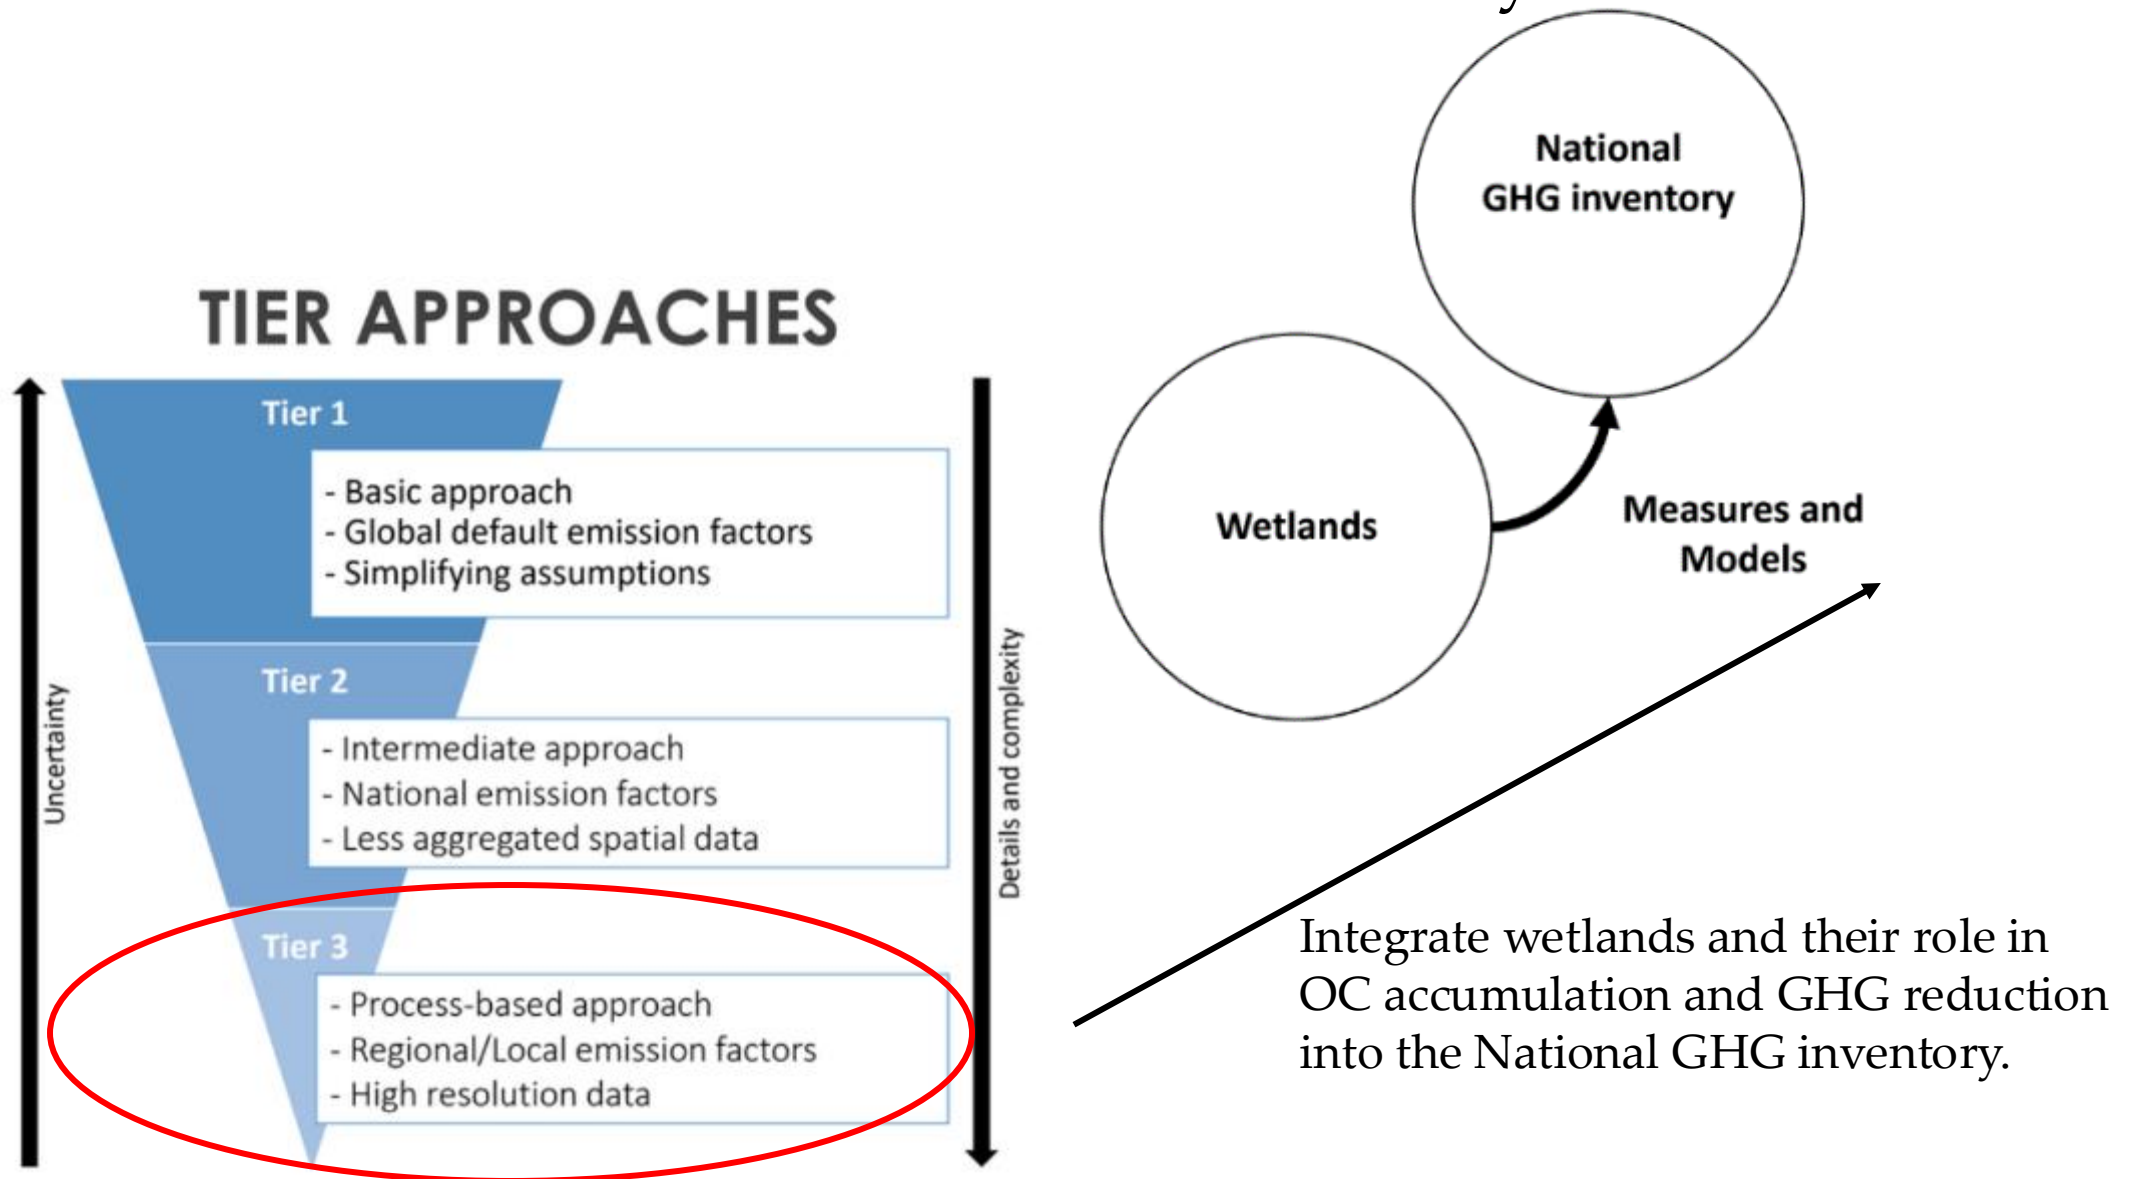 TIER APPROACHES
Uncertainty
Tier 1
- Basic approach
- Global default emission factors
- Simplifying assumptions
Tier 2
- Intermediate approach
- National emission factors
- Less aggregated spatial data
Tier 3
- Process-based approach
- Regional/Local emission factors
- High resolution data
Details and complexity
National
GHG inventory
Wetlands
Measures and
Models
Integrate wetlands and their role in
OC accumulation and GHG reduction
into the National GHG inventory.